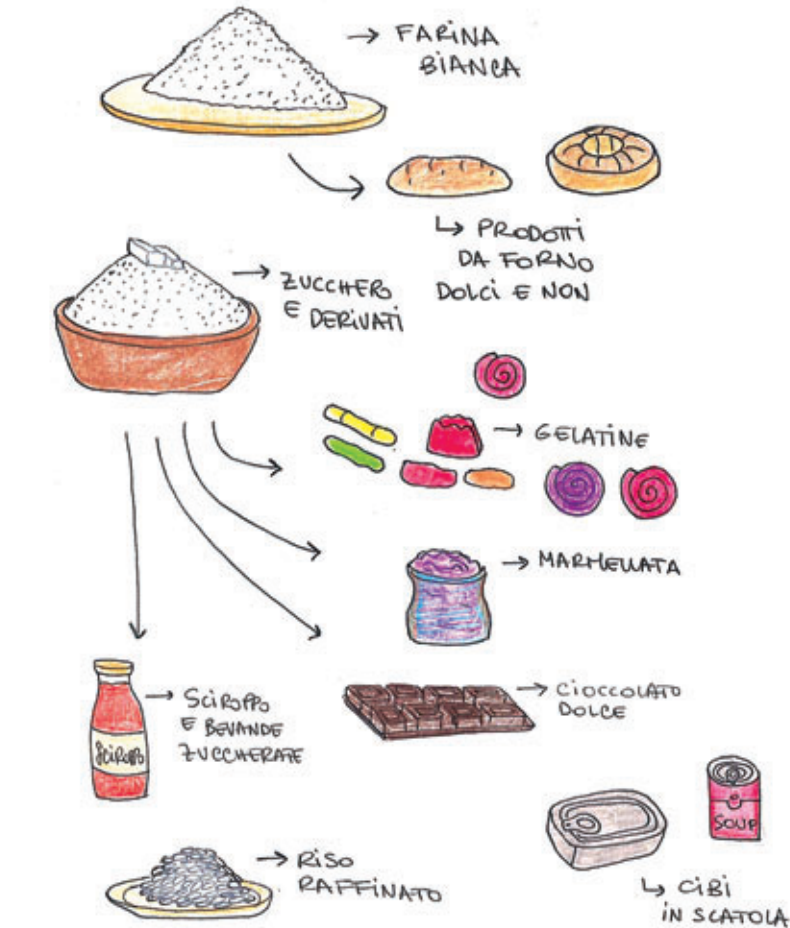 → FARINA
BIANCA
↳ PRODOTTI
DA FORNO
DOLCI E NON
→ ZUCCHERO
E DERIVATI
→ GELATINE
→ MARMELLATA
→ SCIROPPO
E BEVANDE
ZUCCHERATE
SCIROPPO
→ CIOCCOLATO
DOLCE
SOUP
→ RISO
RAFFINATO
↳ CIBI
IN SCATOLA